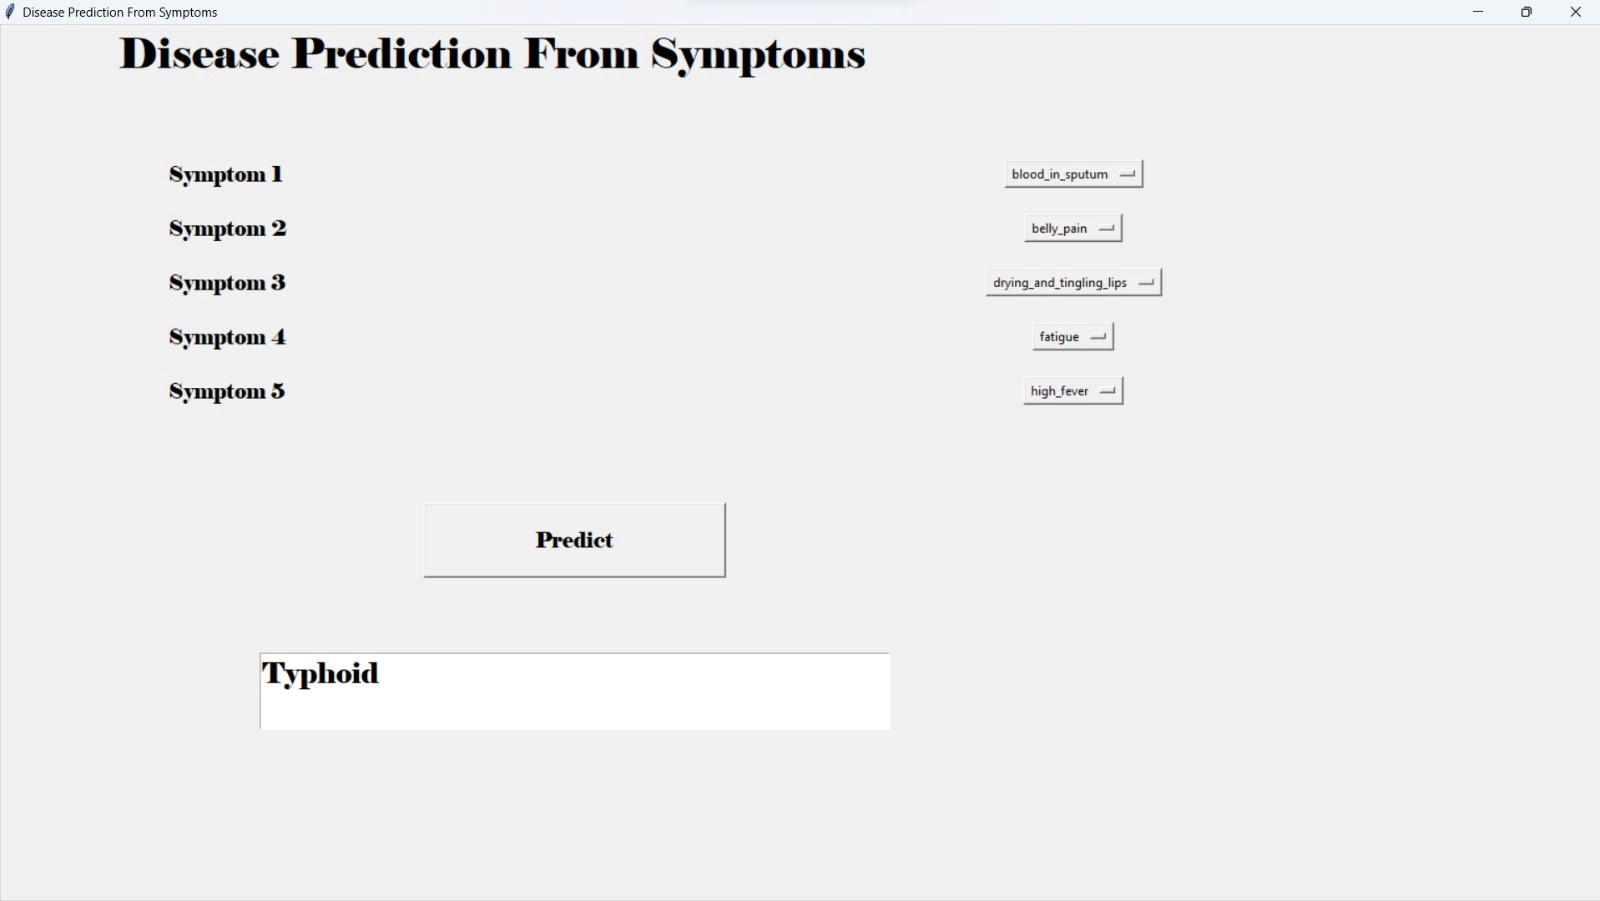 Disease Prediction From Symptoms
Disease Prediction From Symptoms
Symptom 1 blood_in_sputum
Symptom 2 belly_pain
Symptom 3 drying_and_tingling_lips
Symptom 4 fatigue
Symptom 5 high_fever
Predict
Typhoid